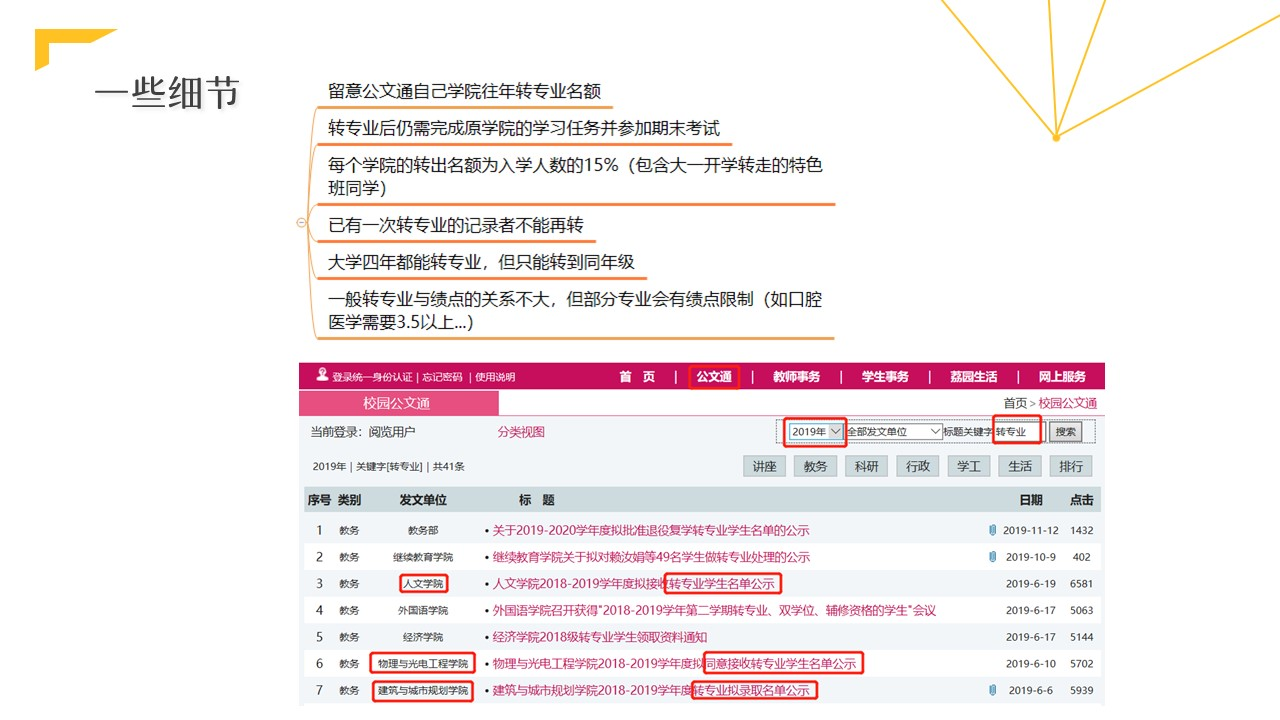 一些细节
留意公文通自己学院往年转专业名额
转专业后仍需完成原学院的学习任务并参加期末考试
每个学院的转出名额为入学人数的15%（包含大一开学转走的特色
班同学）
已有一次转专业的记录者不能再转
大学四年都能转专业，但只能转到同年级
一般转专业与绩点的关系不大，但部分专业会有绩点限制（如口腔
医学需要3.5以上...）
登录统一身份认证 | 忘记密码 | 使用说明 首 页 | 公文通 | 教师事务 | 学生事务 | 荔园生活 | 网上服务
校园公文通 首页 > 校园公文通
当前登录：阅览用户 分类视图 2019年 全部发文单位 标题关键字 转专业 搜索
2019年 | 关键字[转专业] | 共41条 讲座 教务 科研 行政 学工 生活 排行
序号 类别 发文单位 标 题 日期 点击
1 教务 教务部 • 关于2019-2020学年度拟批准退役复学转专业学生名单的公示 2019-11-12 1432
2 教务 继续教育学院 • 继续教育学院关于拟对赖汝娟等49名学生做转专业处理的公示 2019-10-9 402
3 教务 人文学院 • 人文学院2018-2019学年度拟接收转专业学生名单公示 2019-6-19 6581
4 教务 外国语学院 • 外国语学院召开获得"2018-2019学年第二学期转专业、双学位、辅修资格的学生"会议 2019-6-17 5063
5 教务 经济学院 • 经济学院2018级转专业学生领取资料通知 2019-6-17 5144
6 教务 物理与光电工程学院 • 物理与光电工程学院2018-2019学年度拟同意接收转专业学生名单公示 2019-6-10 5702
7 教务 建筑与城市规划学院 • 建筑与城市规划学院2018-2019学年度转专业拟录取名单公示 2019-6-6 5939